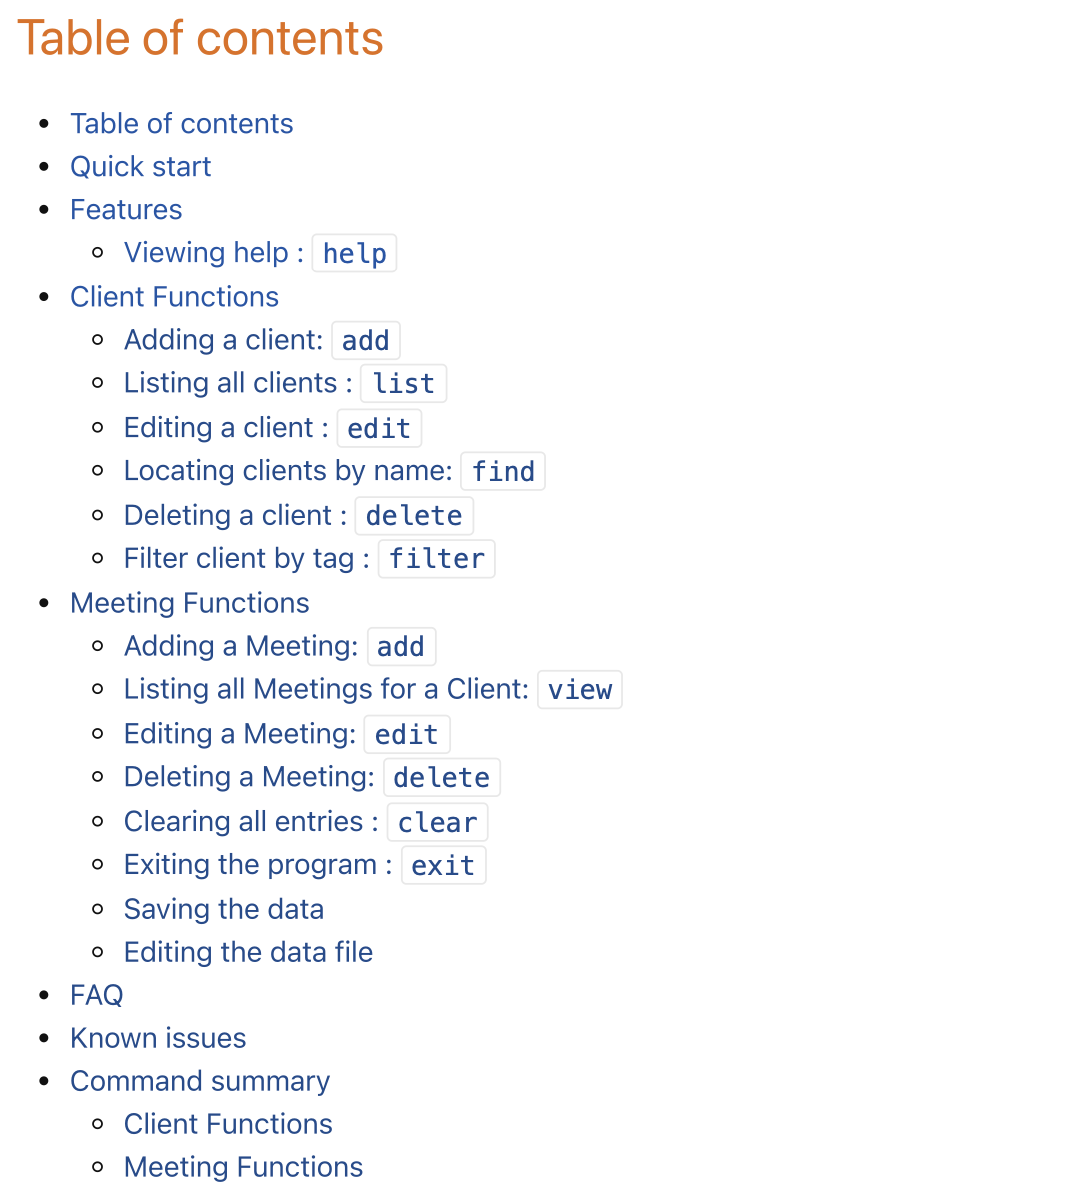 Table of contents
Table of contents
Quick start
Features
Viewing help : help
Client Functions
Adding a client: add
Listing all clients : list
Editing a client : edit
Locating clients by name: find
Deleting a client : delete
Filter client by tag : filter
Meeting Functions
Adding a Meeting: add
Listing all Meetings for a Client: view
Editing a Meeting: edit
Deleting a Meeting: delete
Clearing all entries : clear
Exiting the program : exit
Saving the data
Editing the data file
FAQ
Known issues
Command summary
Client Functions
Meeting Functions